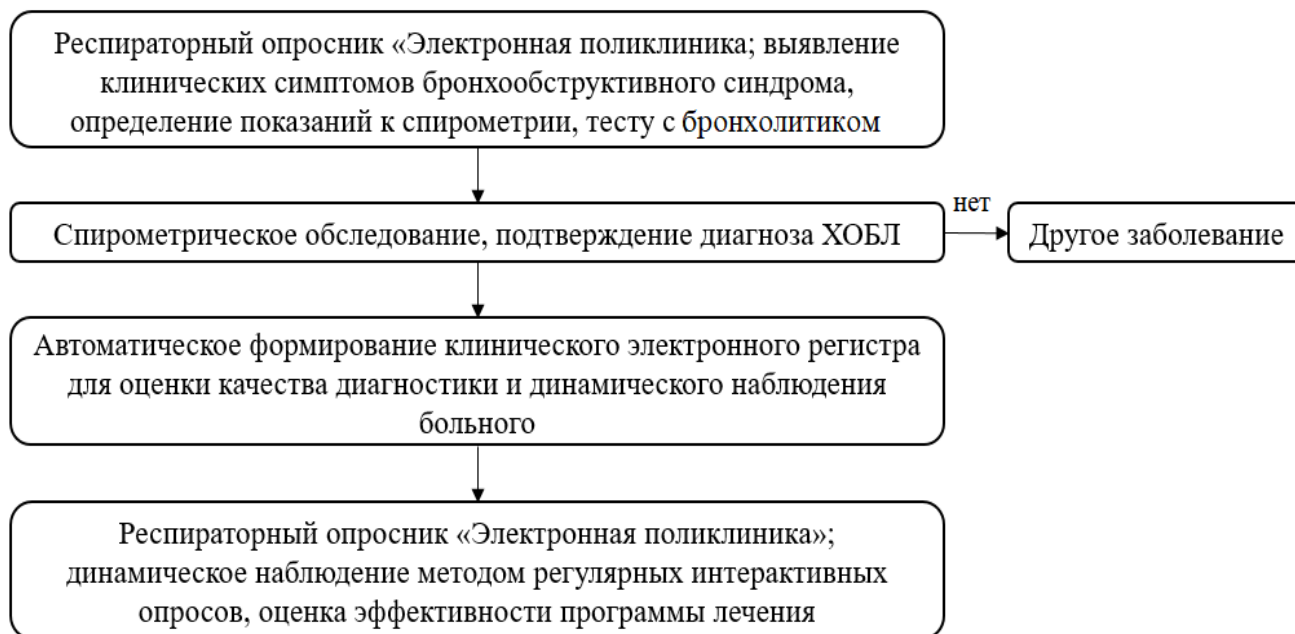 Респираторный опросник «Электронная поликлиника; выявление
клинических симптомов бронхообструктивного синдрома,
определение показаний к спирометрии, тесту с бронхолитиком
Спирометрическое обследование, подтверждение диагноза ХОБЛ
нет
Другое заболевание
Автоматическое формирование клинического электронного регистра
для оценки качества диагностики и динамического наблюдения
больного
Респираторный опросник «Электронная поликлиника»;
динамическое наблюдение методом регулярных интерактивных
опросов, оценка эффективности программы лечения